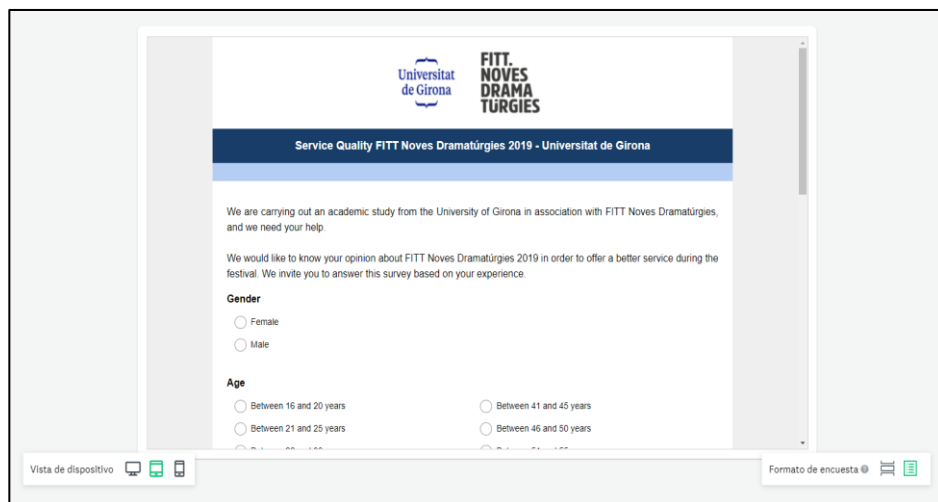 Universitat
de Girona
FITT.
NOVES
DRAMA
TÚRGIES
Service Quality FITT Noves Dramatúrgies 2019 - Universitat de Girona
We are carrying out an academic study from the University of Girona in association with FITT Noves Dramatúrgies,
and we need your help.
We would like to know your opinion about FITT Noves Dramatúrgies 2019 in order to offer a better service during the
festival. We invite you to answer this survey based on your experience.
Gender
Female
Male
Age
Between 16 and 20 years
Between 41 and 45 years
Between 21 and 25 years
Between 46 and 50 years
Vista de dispositivo
Formato de encuesta